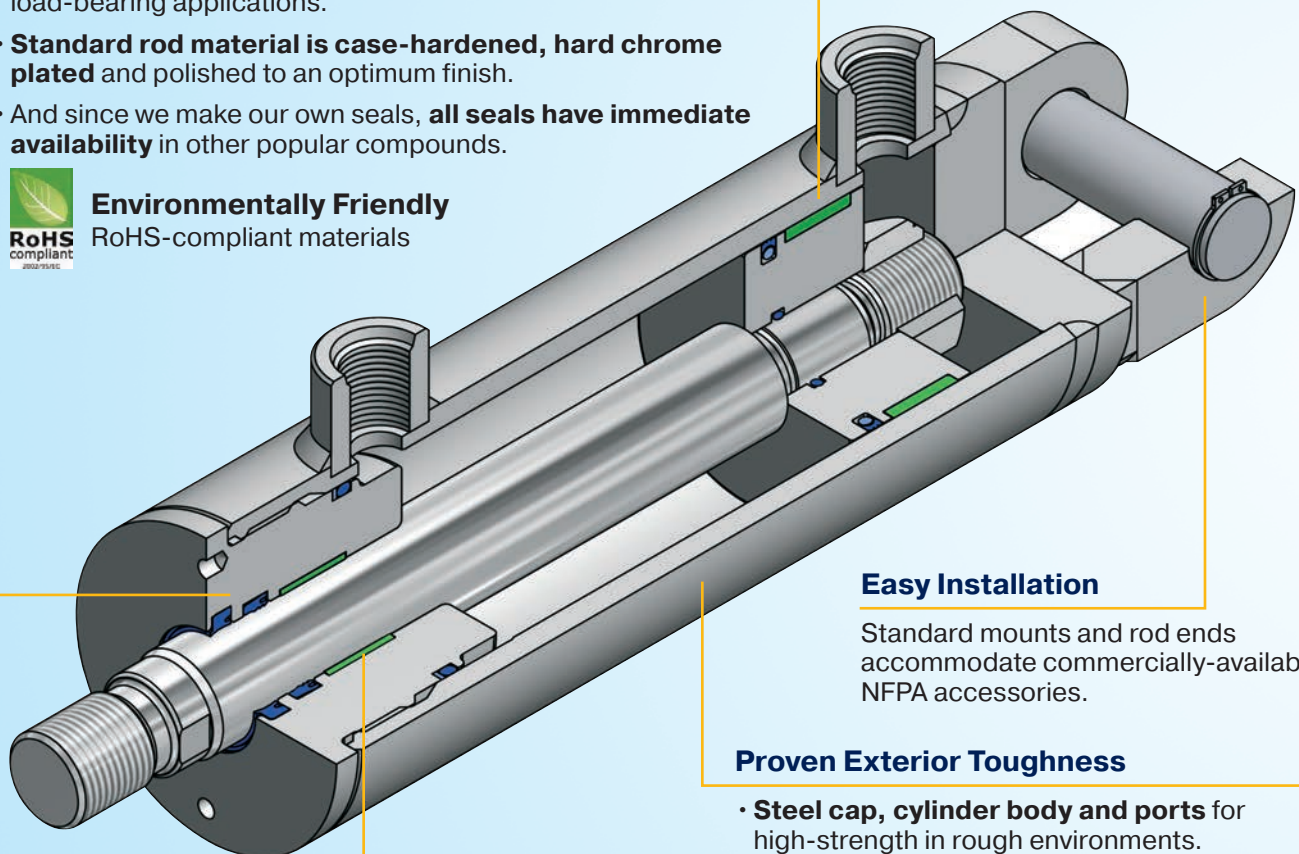 load-bearing applications.
· Standard rod material is case-hardened, hard chrome
plated and polished to an optimum finish.
· And since we make our own seals, all seals have immediate
availability in other popular compounds.
Environmentally Friendly
RoHS-compliant materials
RoHS
compliant
2002/95/EC
Easy Installation
Standard mounts and rod ends
accommodate commercially-availab
NFPA accessories.
Proven Exterior Toughness
· Steel cap, cylinder body and ports for
high-strength in rough environments.